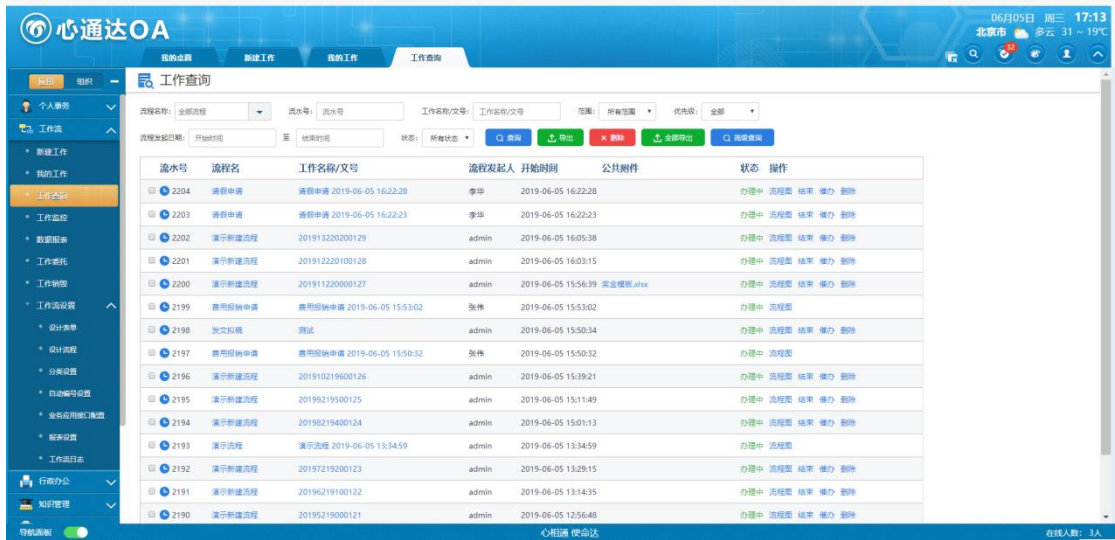 心通达OA
06月05日 周三 17:13
北京市 多云 31 ~ 19℃
我的桌面 新建工作 我的工作 工作查询
32
应用 组织
工作查询
个人事务
工作流
新建工作
我的工作
工作查询
工作监控
数据报表
工作委托
工作销毁
工作流设置
设计表单
设计流程
分类设置
自动编号设置
业务应用接口配置
报表设置
工作流日志
行政办公
知识管理
流程名称: 全部流程 流水号: 流水号 工作名称/文号: 工作名称/文号 范围: 所有范围 优先级: 全部
流程发起日期: 开始时间 至 结束时间 状态: 所有状态 查询 导出 删除 全部导出 高级查询
流水号 流程名 工作名称/文号 流程发起人 开始时间 公共附件 状态 操作
2204 请假申请 请假申请 2019-06-05 16:22:28 李华 2019-06-05 16:22:28 办理中 流程图 结束 催办 删除
2203 请假申请 请假申请 2019-06-05 16:22:23 李华 2019-06-05 16:22:23 办理中 流程图 结束 催办 删除
2202 演示新建流程 201913220200129 admin 2019-06-05 16:05:38 办理中 流程图 结束 催办 删除
2201 演示新建流程 201912220100128 admin 2019-06-05 16:03:15 办理中 流程图 结束 催办 删除
2200 演示新建流程 201911220000127 admin 2019-06-05 15:56:39 奖金模板.xlsx 办理中 流程图 结束 催办 删除
2199 费用报销申请 费用报销申请 2019-06-05 15:53:02 张伟 2019-06-05 15:53:02 办理中 流程图
2198 发文拟稿 测试 admin 2019-06-05 15:50:34 办理中 流程图 结束 催办 删除
2197 费用报销申请 费用报销申请 2019-06-05 15:50:32 张伟 2019-06-05 15:50:32 办理中 流程图
2196 演示新建流程 201910219600126 admin 2019-06-05 15:39:21 办理中 流程图 结束 催办 删除
2195 演示新建流程 20199219500125 admin 2019-06-05 15:11:49 办理中 流程图 结束 催办 删除
2194 演示新建流程 20198219400124 admin 2019-06-05 15:01:13 办理中 流程图 结束 催办 删除
2193 演示流程 演示流程 2019-06-05 13:34:59 admin 2019-06-05 13:34:59 办理中 流程图
2192 演示新建流程 20197219200123 admin 2019-06-05 13:29:15 办理中 流程图 结束 催办 删除
2191 演示新建流程 20196219100122 admin 2019-06-05 13:14:35 办理中 流程图 结束 催办 删除
2190 演示新建流程 20195219000121 admin 2019-06-05 12:56:48 办理中 流程图 结束 催办 删除
导航面板 心相通 使命达 在线人数: 3人